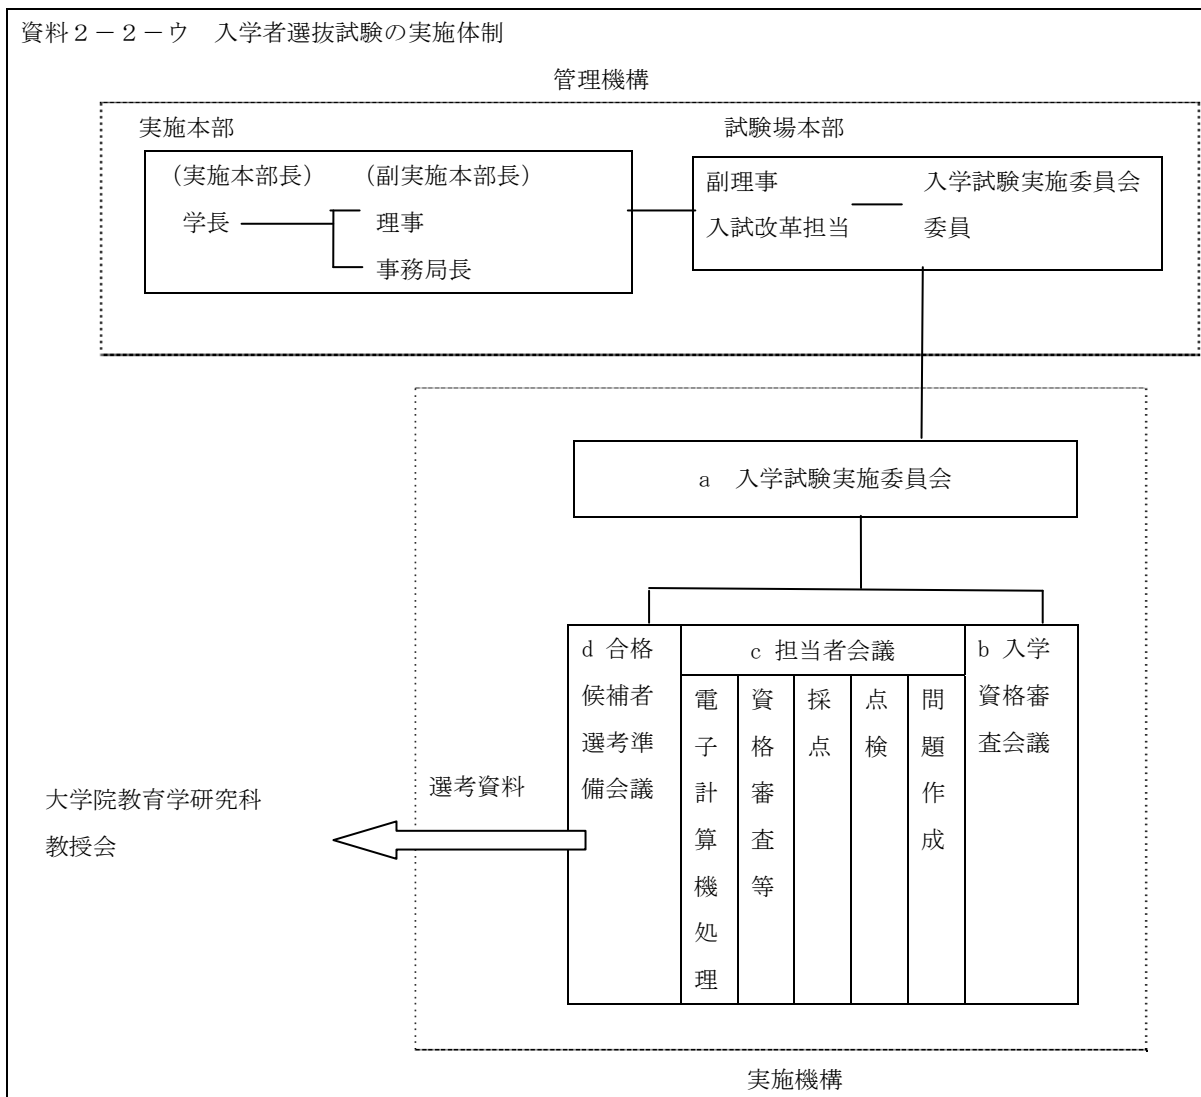 資料２－２－ウ　入学者選抜試験の実施体制
管理機構
実施本部
（実施本部長）　（副実施本部長）
学長　理事
事務局長
試験場本部
副理事　入学試験実施委員会
入試改革担当　委員
a　入学試験実施委員会
d 合格
候補者
選考準
備会議
c 担当者会議
電子計算機処理
資格審査等
採点
点検
問題作成
b 入学
資格審
査会議
選考資料
大学院教育学研究科
教授会
実施機構